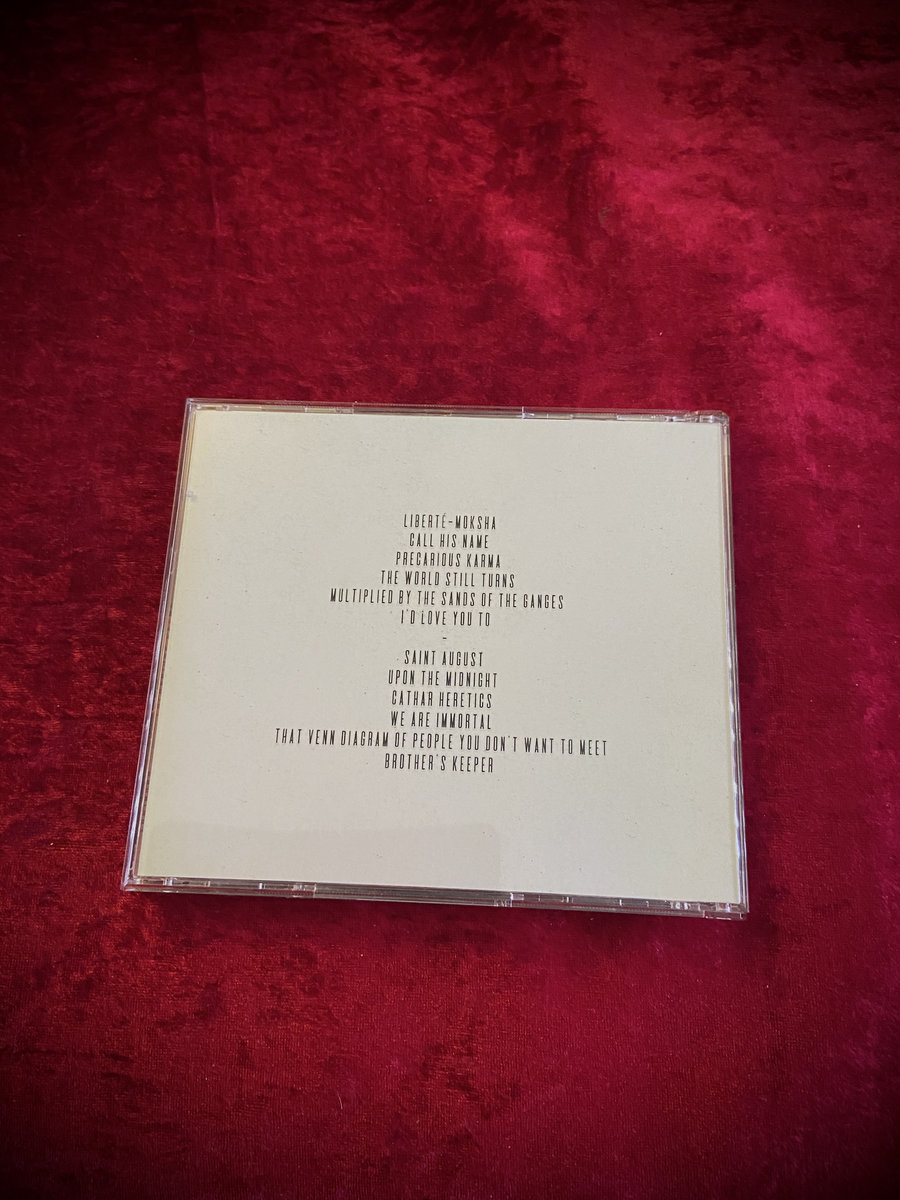 LIBERTÉ-MOKSHA
CALL HIS NAME
PRECARIOUS KARMA
THE WORLD STILL TURNS
MULTIPLIED BY THE SANDS OF THE GANGES
I'D LOVE YOU TO
-
SAINT AUGUST
UPON THE MIDNIGHT
CATHAR HERETICS
WE ARE IMMORTAL
THAT VENN DIAGRAM OF PEOPLE YOU DON'T WANT TO MEET
BROTHER'S KEEPER